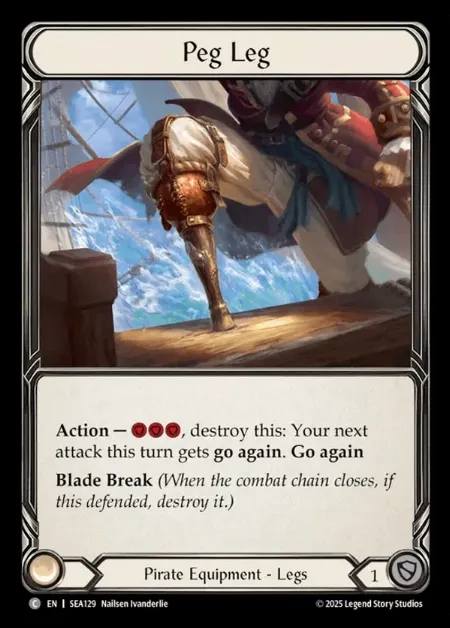 Peg Leg
Action — , destroy this: Your next
attack this turn gets go again. Go again
Blade Break (When the combat chain closes, if
this defended, destroy it.)
Pirate Equipment - Legs
1
C EN | SEA129 Nailsen Ivanderlie
© 2025 Legend Story Studios